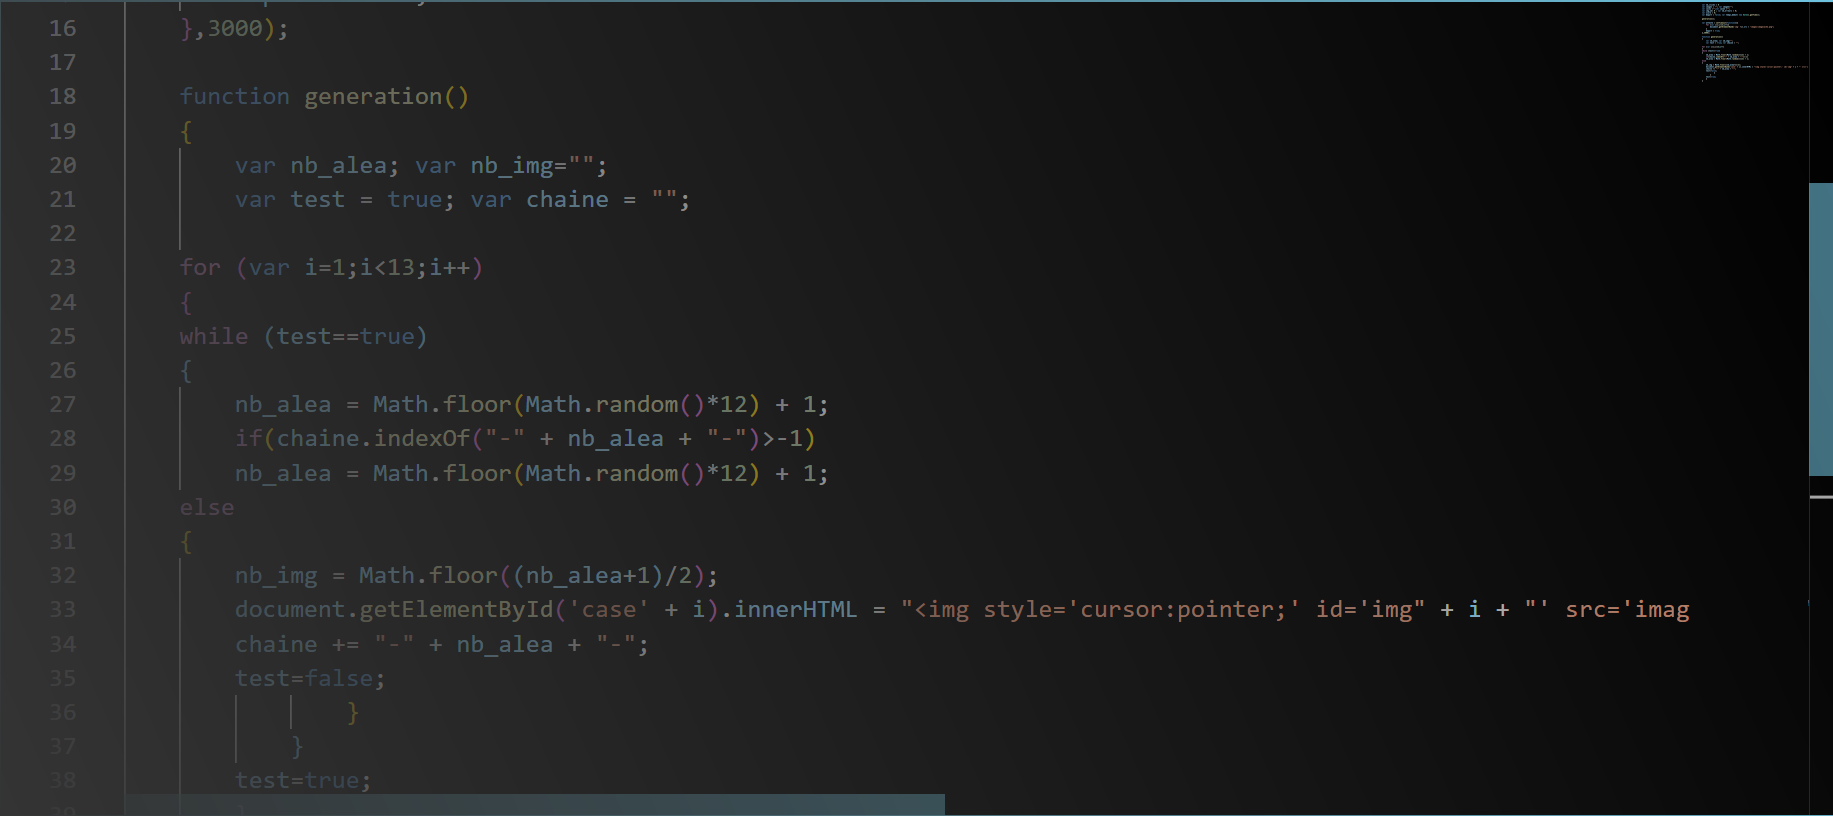 16 },3000);
17
18 function generation()
19 {
20 var nb_alea; var nb_img="";
21 var test = true; var chaine = "";
22
23 for (var i=1;i<13;i++)
24 {
25 while (test==true)
26 {
27 nb_alea = Math.floor(Math.random()*12) + 1;
28 if(chaine.indexOf("-" + nb_alea + "-")>-1)
29 nb_alea = Math.floor(Math.random()*12) + 1;
30 else
31 {
32 nb_img = Math.floor((nb_alea+1)/2);
33 document.getElementById('case' + i).innerHTML = "<img style='cursor:pointer;' id='img" + i + "' src='imag
34 chaine += "-" + nb_alea + "-";
35 test=false;
36 }
37 }
38 test=true;
39 }